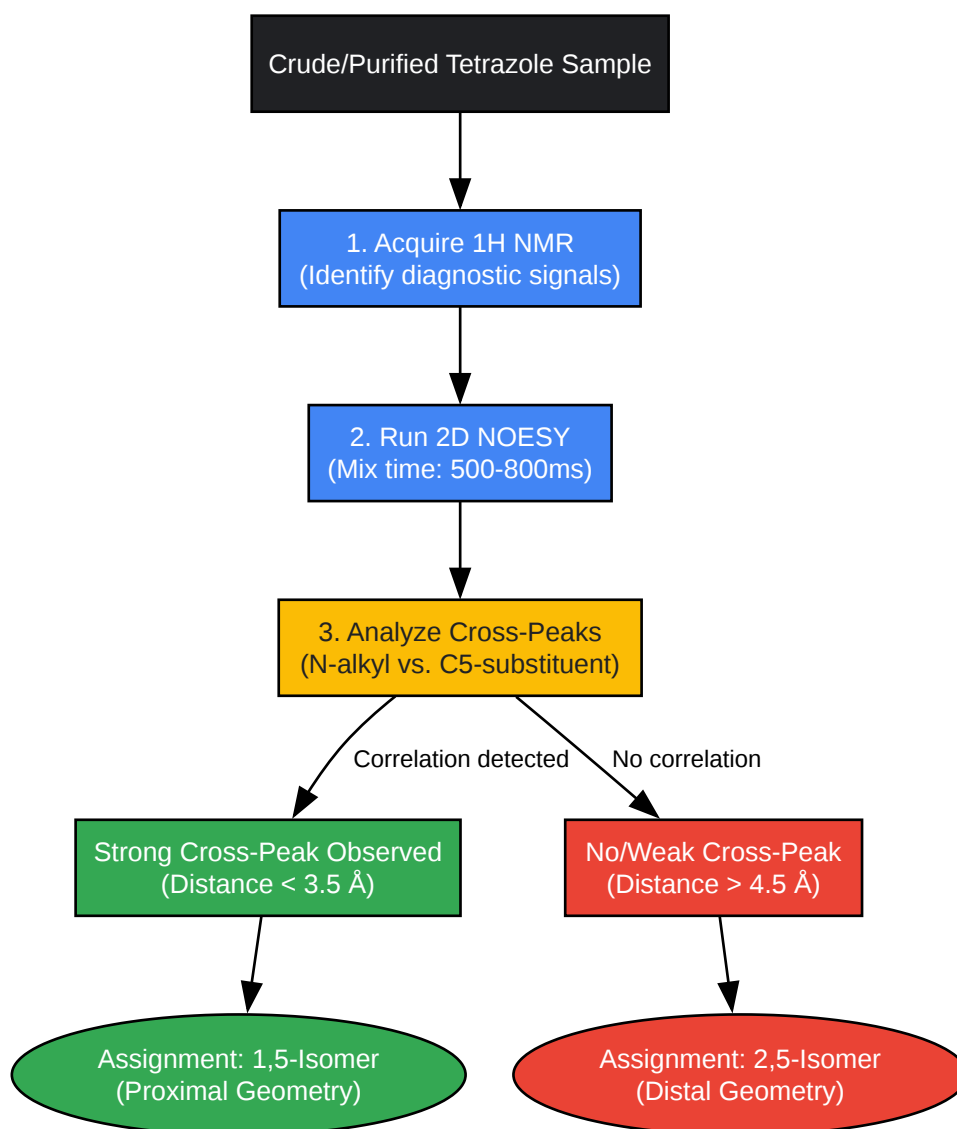 Crude/Purified Tetrazole Sample
1. Acquire 1H NMR
(Identify diagnostic signals)
2. Run 2D NOESY
(Mix time: 500-800ms)
3. Analyze Cross-Peaks
(N-alkyl vs. C5-substituent)
Correlation detected
No correlation
Strong Cross-Peak Observed
(Distance < 3.5 Å)
No/Weak Cross-Peak
(Distance > 4.5 Å)
Assignment: 1,5-Isomer
(Proximal Geometry)
Assignment: 2,5-Isomer
(Distal Geometry)